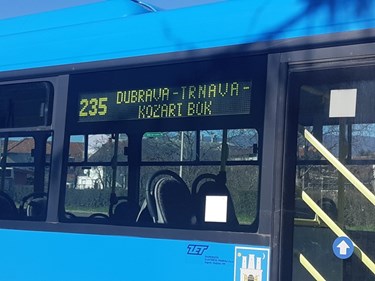 235
DUBRAVA-TRNAVA-
KOZARI BOK
ZET